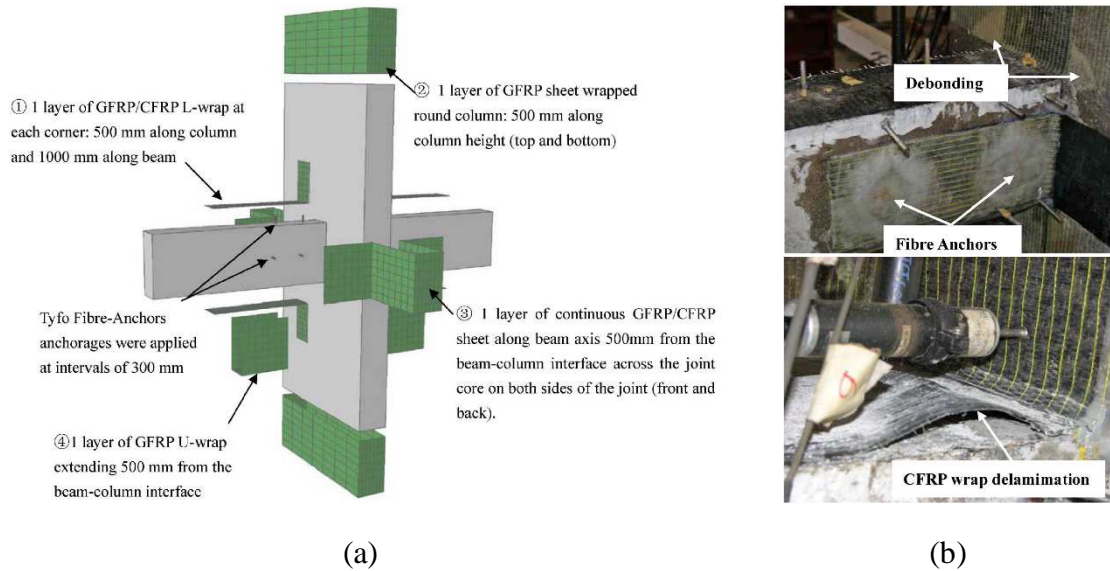 ① 1 layer of GFRP/CFRP L-wrap at
each corner: 500 mm along column
and 1000 mm along beam
② 1 layer of GFRP sheet wrapped
round column: 500 mm along
column height (top and bottom)
Tyfo Fibre-Anchors
anchorages were applied
at intervals of 300 mm
③ 1 layer of continuous GFRP/CFRP
sheet along beam axis 500mm from the
beam-column interface across the joint
core on both sides of the joint (front and
back).
④1 layer of GFRP U-wrap
extending 500 mm from the
beam-column interface
Debonding
Fibre Anchors
CFRP wrap delamimation
(a)
(b)